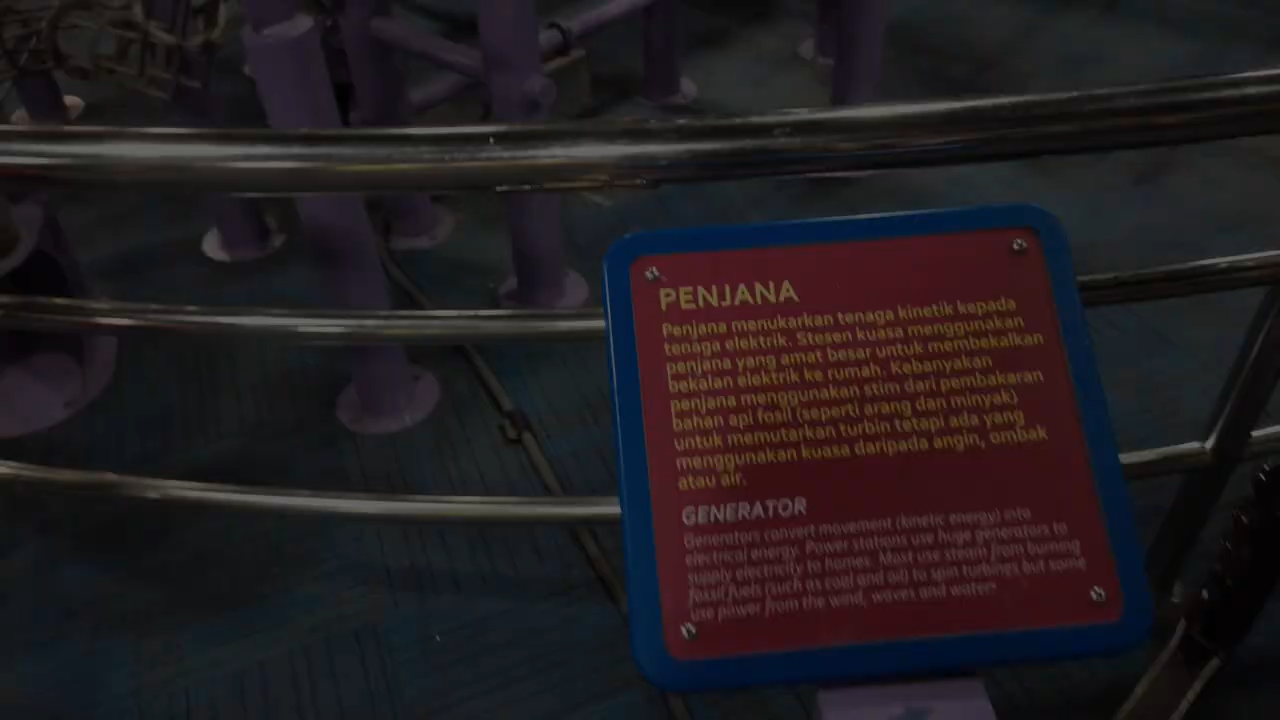 PENJANA
Penjana menukarkan tenaga kinetik kepada
tenaga elektrik. Stesen kuasa menggunakan
penjana yang amat besar untuk membekalkan
bekalan elektrik ke rumah. Kebanyakan
penjana menggunakan stim dari pembakaran
bahan api fosil (seperti arang dan minyak)
untuk memutarkan turbin tetapi ada yang
menggunakan kuasa daripada angin, ombak
atau air.
GENERATOR
Generators convert movement (kinetic energy) into
electrical energy. Power stations use huge generators to
supply electricity to homes. Most use steam from burning
fossil fuels (such as coal and oil) to spin turbines but some
use power from the wind, waves and water.